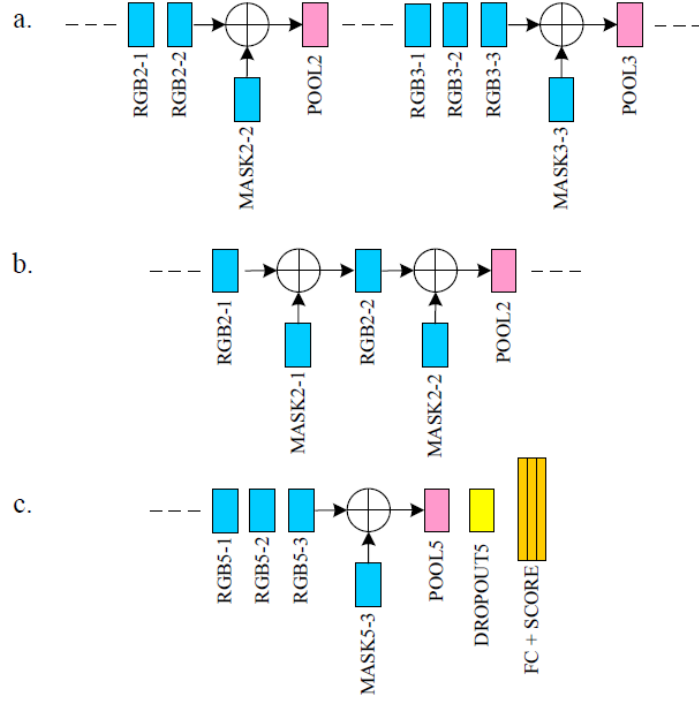 a.
RGB2-1
RGB2-2
MASK2-2
POOL2
RGB3-1
RGB3-2
RGB3-3
MASK3-3
POOL3
b.
RGB2-1
MASK2-1
RGB2-2
MASK2-2
POOL2
c.
RGB5-1
RGB5-2
RGB5-3
MASK5-3
POOL5
DROPOUT5
FC + SCORE